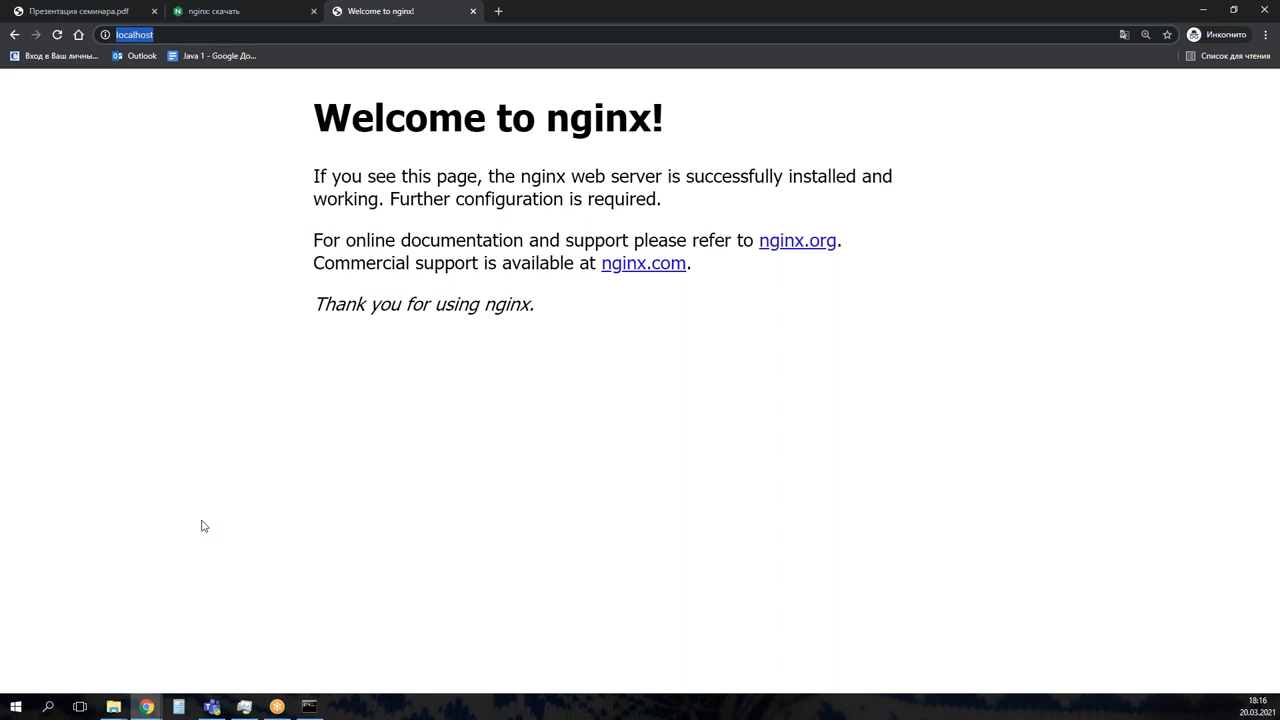 Презентация семинара.pdf
nginx: скачать
Welcome to nginx!
localhost
Инкогнито
Вход в Ваш личны...
Outlook
Java 1 - Google До...
Список для чтения
Welcome to nginx!
If you see this page, the nginx web server is successfully installed and
working. Further configuration is required.
For online documentation and support please refer to nginx.org.
Commercial support is available at nginx.com.
Thank you for using nginx.
18:16
20.03.2021